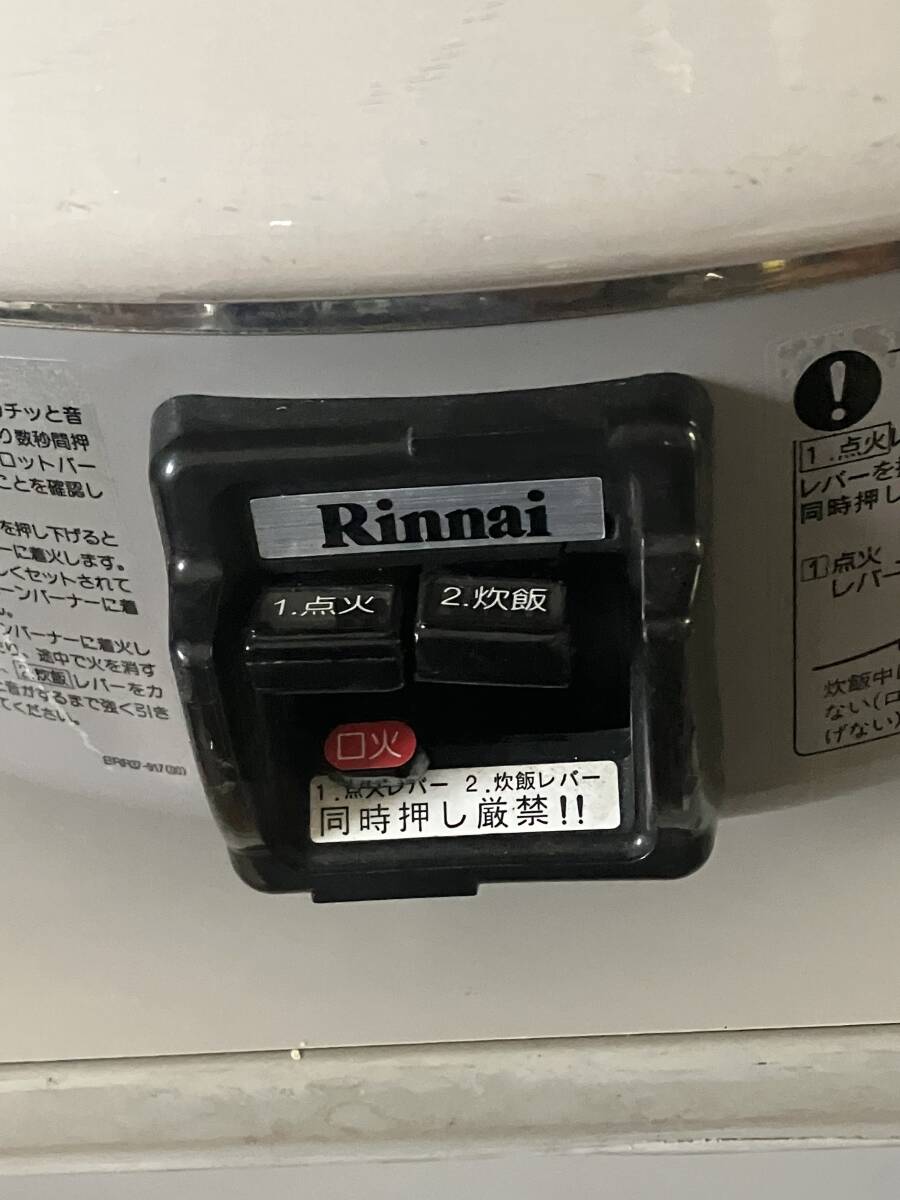 カチッと音
り数秒間押
ロットバー
ことを確認し
を押し下げると
ーに着火します。
しくセットされて
ーンバーナーに着
ん。
ンバーナーに着火し
たり、途中で火を消す
、2.炊飯レバーをカ
と音がするまで強く引き
てください。
Rinnai
1.点火
2.炊飯
口火
1.点火レバー 2.炊飯レバー
同時押し厳禁!!
!
1.点火レ
レバーを
同時押し
1 点火
レバー
炊飯中
ない(口
げない)